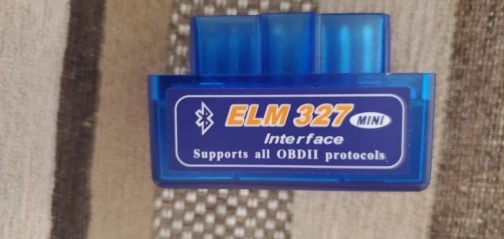 ELM 327 MINI
Interface
Supports all OBDII protocols